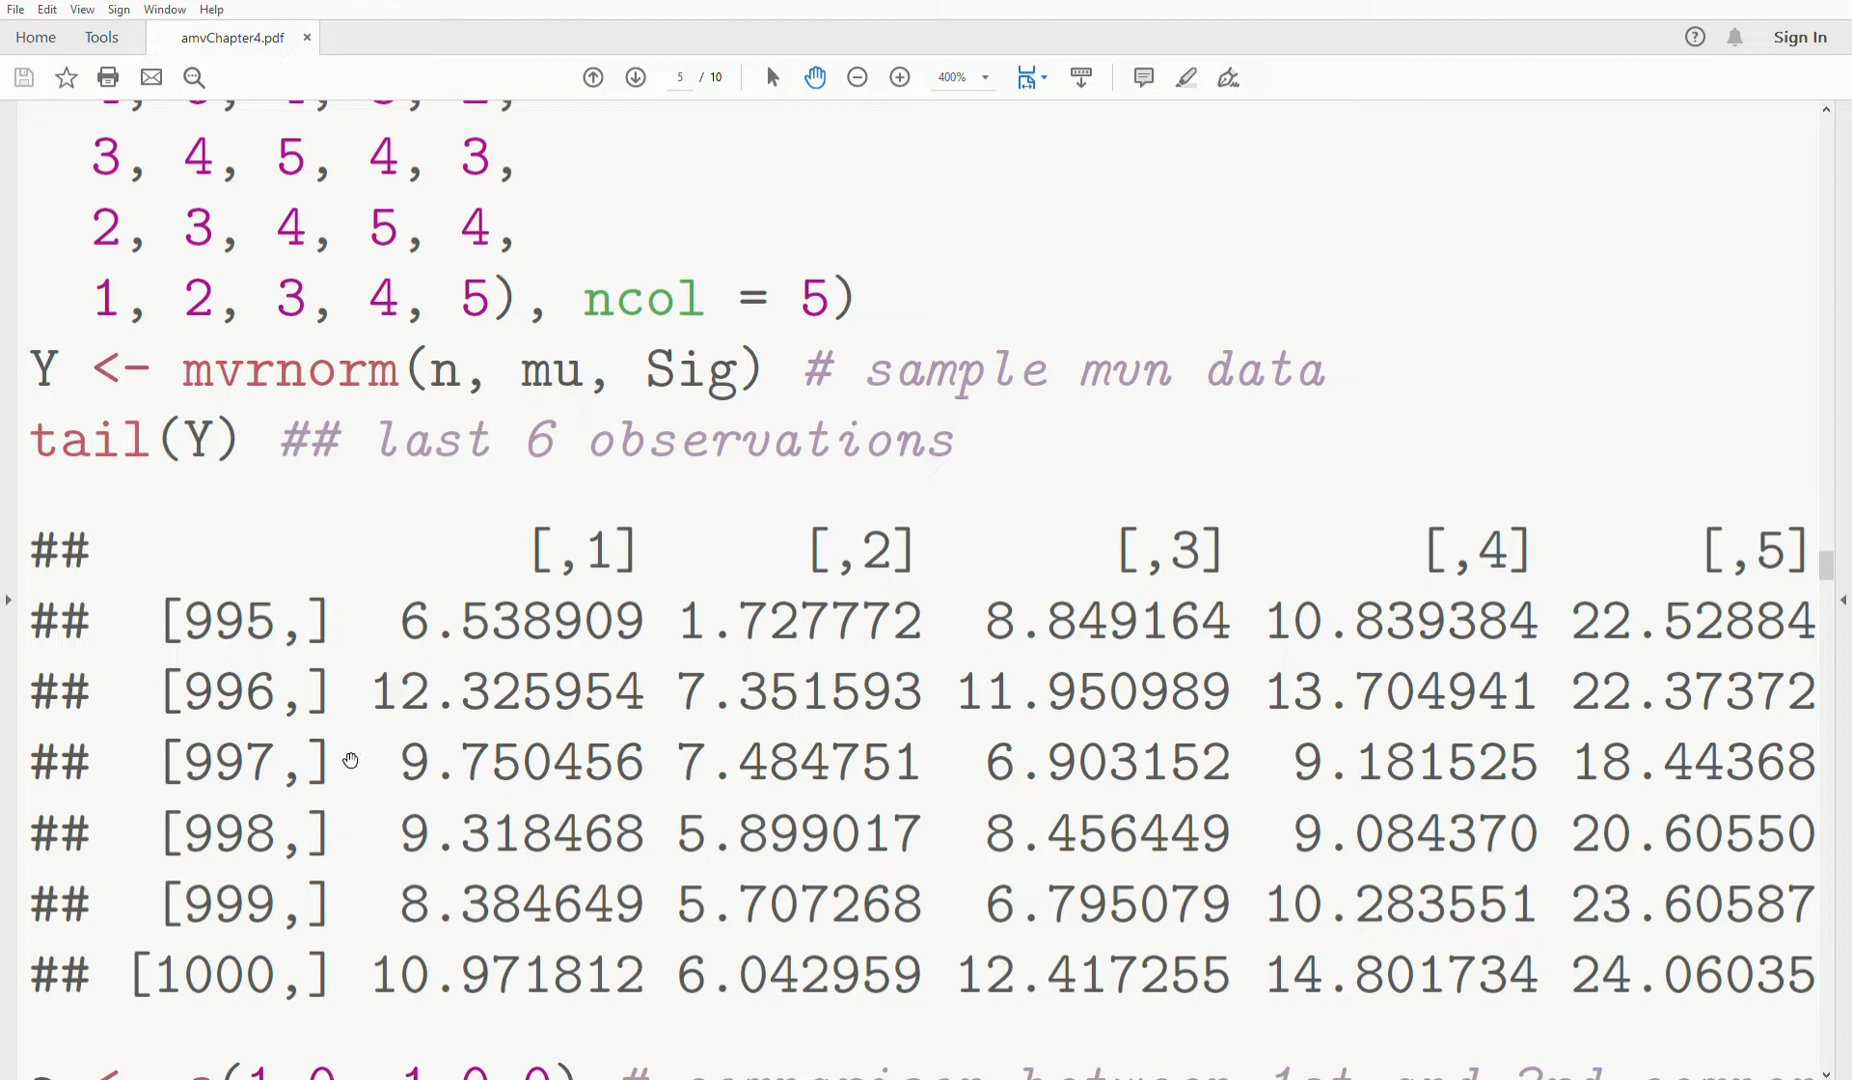 File Edit View Sign Window Help
Home Tools amvChapter4.pdf × Sign In
5 / 10 400%
3, 4, 5, 4, 3,
2, 3, 4, 5, 4,
1, 2, 3, 4, 5), ncol = 5)
Y <- mvrnorm(n, mu, Sig) # sample mvn data
tail(Y) ## last 6 observations
## [,1] [,2] [,3] [,4] [,5]
## [995,] 6.538909 1.727772 8.849164 10.839384 22.52884
## [996,] 12.325954 7.351593 11.950989 13.704941 22.37372
## [997,] 9.750456 7.484751 6.903152 9.181525 18.44368
## [998,] 9.318468 5.899017 8.456449 9.084370 20.60550
## [999,] 8.384649 5.707268 6.795079 10.283551 23.60587
## [1000,] 10.971812 6.042959 12.417255 14.801734 24.06035